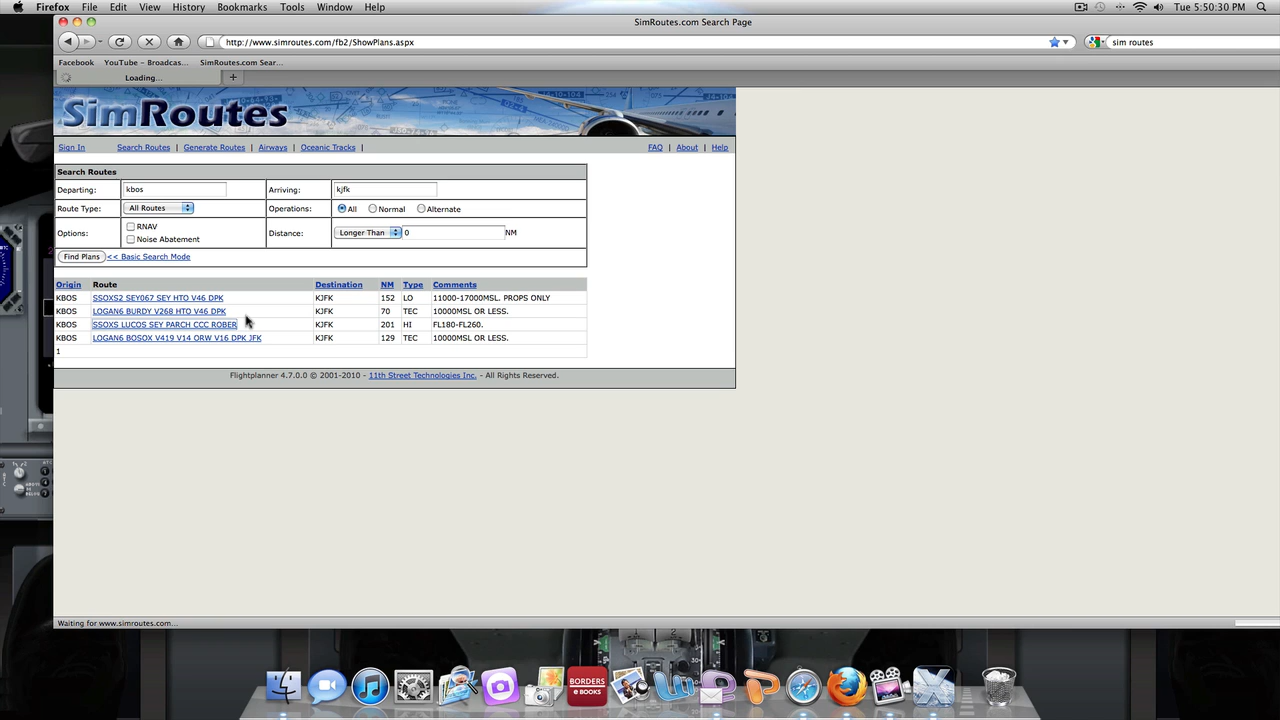 Firefox File Edit View History Bookmarks Tools Window Help Tue 5:50:30 PM
SimRoutes.com Search Page
http://www.simroutes.com/fb2/ShowPlans.aspx sim routes
Facebook YouTube – Broadcas... SimRoutes.com Sear...
Loading...
SimRoutes
Sign In Search Routes | Generate Routes | Airways | Oceanic Tracks | FAQ | About | Help
Search Routes
Departing: kbos Arriving: kjfk
Route Type: All Routes Operations: All Normal Alternate
Options: RNAV Noise Abatement Distance: Longer Than 0 NM
Find Plans << Basic Search Mode
Origin Route Destination NM Type Comments
KBOS SSOXS2 SEY067 SEY HTO V46 DPK KJFK 152 LO 11000-17000MSL. PROPS ONLY
KBOS LOGAN6 BURDY V268 HTO V46 DPK KJFK 70 TEC 10000MSL OR LESS.
KBOS SSOXS LUCOS SEY PARCH CCC ROBER KJFK 201 HI FL180-FL260.
KBOS LOGAN6 BOSOX V419 V14 ORW V16 DPK JFK KJFK 129 TEC 10000MSL OR LESS.
1
Flightplanner 4.7.0.0 © 2001-2010 - 11th Street Technologies Inc. - All Rights Reserved.
Waiting for www.simroutes.com...
BORDERS
e BOOKS